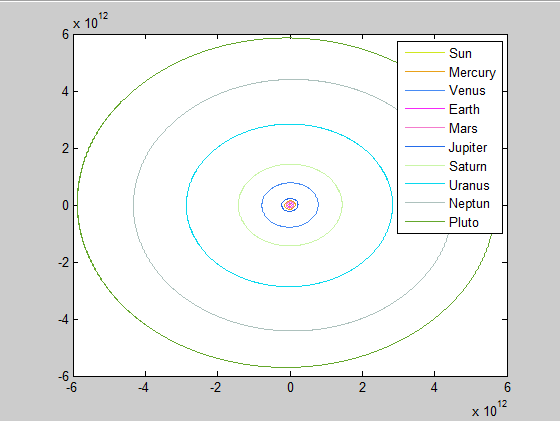 x 10^12
6
4
2
0
-2
-4
-6
-6
-4
-2
0
2
4
6
x 10^12
Sun
Mercury
Venus
Earth
Mars
Jupiter
Saturn
Uranus
Neptun
Pluto